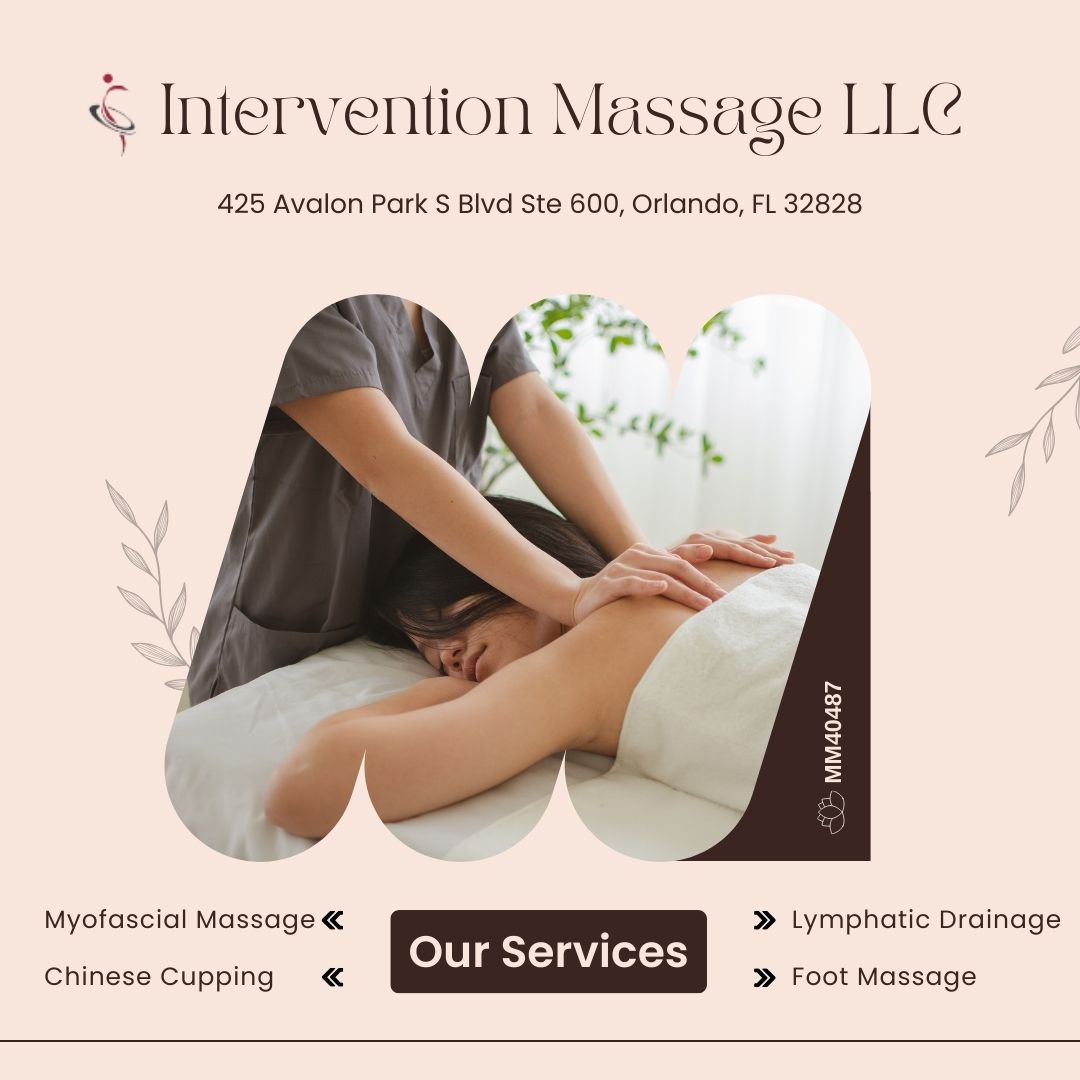 Intervention Massage LLC
425 Avalon Park S Blvd Ste 600, Orlando, FL 32828
MM40487
Myofascial Massage
Chinese Cupping
Our Services
Lymphatic Drainage
Foot Massage